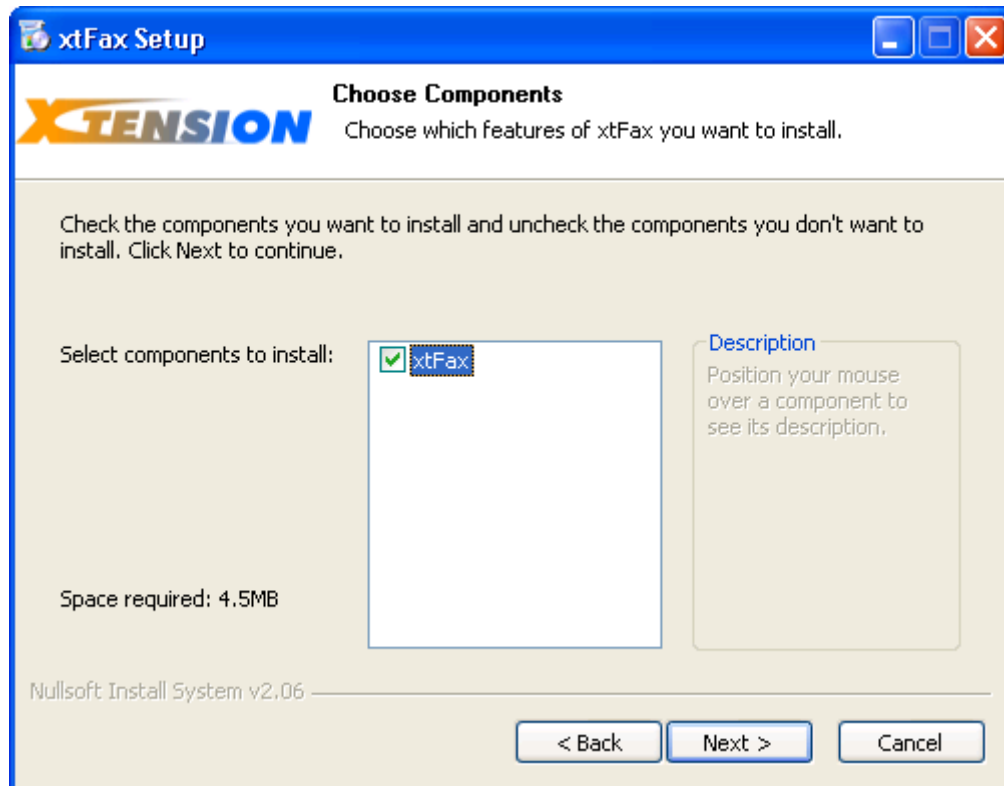 xtFax Setup
XTENSION
Choose Components
Choose which features of xtFax you want to install.
Check the components you want to install and uncheck the components you don't want to
install. Click Next to continue.
Select components to install:
xtFax
Description
Position your mouse
over a component to
see its description.
Space required: 4.5MB
Nullsoft Install System v2.06
< Back
Next >
Cancel